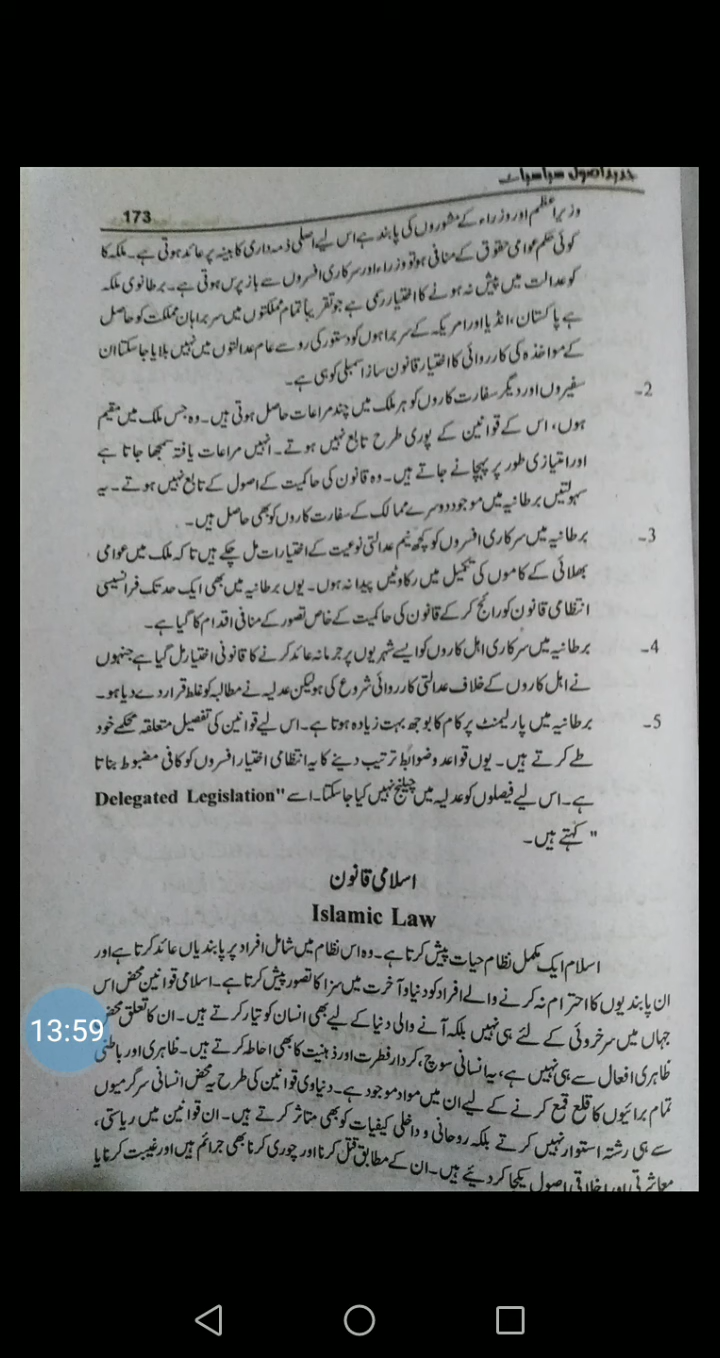 جدید اصول سیاسیات
173
وزیراعظم اور وزراء کے مشوروں کی پابند ہے اس لیے اصلی ذمہ داری کابینہ پر عائد ہوتی ہے۔ ملکہ کا
کوئی حکم عوامی حقوق کے منافی ہو تو وزراء اور سرکاری افسروں سے باز پرس ہوتی ہے۔ برطانوی ملکہ
کو عدالت میں پیش نہ ہونے کا اختیار رسمی ہے جو تقریباً تمام مملکتوں میں سربراہان مملکت کو حاصل
ہے پاکستان، انڈیا اور امریکہ کے سربراہوں کو دستور کی رو سے عام عدالتوں میں نہیں بلایا جا سکتا ان
کے مواخذہ کی کارروائی کا اختیار قانون ساز اسمبلی کو ہی ہے۔
2۔ سفیروں اور دیگر سفارت کاروں کو ہر ملک میں چند مراعات حاصل ہوتی ہیں۔ وہ جس ملک میں مقیم
ہوں، اس کے قوانین کے پوری طرح تابع نہیں ہوتے۔ انہیں مراعات یافتہ سمجھا جاتا ہے
اور امتیازی طور پر پہچانے جاتے ہیں۔ وہ قانون کی حاکمیت کے اصول کے تابع نہیں ہوتے۔ یہ
سہولتیں برطانیہ میں موجود دوسرے ممالک کے سفارت کاروں کو بھی حاصل ہیں۔
3۔ برطانیہ میں سرکاری افسروں کو کچھ نیم عدالتی نوعیت کے اختیارات مل چکے ہیں تا کہ ملک میں عوامی
بھلائی کے کاموں کی تکمیل میں رکاوٹیں پیدا نہ ہوں۔ یوں برطانیہ میں بھی ایک حد تک فرانسیسی
انتظامی قانون کو رائج کر کے قانون کی حاکمیت کے خاص تصور کے منافی اقدام کا گیا ہے۔
4۔ برطانیہ میں سرکاری اہل کاروں کو ایسے شہریوں پر جرمانہ عائد کرنے کا قانونی اختیار مل گیا ہے جنہوں
نے اہل کاروں کے خلاف عدالتی کارروائی شروع کی ہو لیکن عدلیہ نے مطالبہ کو غلط قرار دے دیا ہو۔
5۔ برطانیہ میں پارلیمنٹ پر کام کا بوجھ بہت زیادہ ہوتا ہے۔ اس لیے قوانین کی تفصیل متعلقہ محکمے خود
طے کرتے ہیں۔ یوں قواعد و ضوابط ترتیب دینے کا یہ انتظامی اختیار افسروں کو کافی مضبوط بناتا
ہے۔ اس لیے فیصلوں کو عدلیہ میں چیلنج نہیں کیا جا سکتا۔ اسے "Delegated Legislation
" کہتے ہیں۔
اسلامی قانون
Islamic Law
اسلام ایک مکمل نظام حیات پیش کرتا ہے۔ وہ اس نظام میں شامل افراد پر پابندیاں عائد کرتا ہے اور
ان پابندیوں کا احترام نہ کرنے والے افراد کو دنیا و آخرت میں سزا کا تصور پیش کرتا ہے۔ اسلامی قوانین محض اس
جہاں میں سرخروئی کے لئے ہی نہیں بلکہ آنے والی دنیا کے لیے بھی انسان کو تیار کرتے ہیں۔ ان کا تعلق محض
ظاہری افعال سے ہی نہیں ہے، یہ انسانی سوچ، کردار فطرت اور ذہنیت کا بھی احاطہ کرتے ہیں۔ ظاہری اور باطنی
تمام برائیوں کا قلع قمع کرنے کے لیے ان میں مواد موجود ہے۔ دنیاوی قوانین کی طرح یہ محض انسانی سرگرمیوں
سے ہی رشتہ استوار نہیں کرتے بلکہ روحانی و داخلی کیفیات کو بھی متاثر کرتے ہیں۔ ان قوانین میں ریاستی،
معاشرتی اور اخلاقی اصول یکجا کر دیئے ہیں۔ ان کے مطابق قتل کرنا اور چوری کرنا بھی جرائم ہیں اور غیبت کرنا یا
13:59